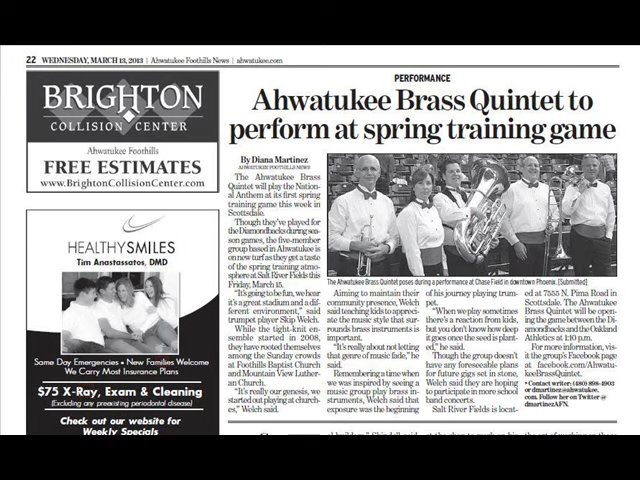 22 WEDNESDAY, MARCH 13, 2013 | Ahwatukee Foothills News | ahwatukee.com
BRIGHTON
COLLISION CENTER
Ahwatukee Foothills
FREE ESTIMATES
www.BrightonCollisionCenter.com
HEALTHYSMILES
Tim Anastassatos, DMD
Same Day Emergencies • New Families Welcome
We Carry Most Insurance Plans
$75 X-Ray, Exam & Cleaning
(Excluding any preexisting periodontal disease)
Check out our website for
Weekly Specials
PERFORMANCE
Ahwatukee Brass Quintet to
perform at spring training game
By Diana Martinez
AHWATUKEE FOOTHILLS NEWS
The Ahwatukee Brass
Quintet will play the Nation-
al Anthem at its first spring
training game this week in
Scottsdale.
Though they've played for
the Diamondbacks during sea-
son games, the five-member
group based in Ahwatukee is
on new turf as they get a taste
of the spring training atmo-
sphere at Salt River Fields this
Friday, March 15.
"It's going to be fun, we hear
it's a great stadium and a dif-
ferent environment," said
trumpet player Skip Welch.
While the tight-knit en-
semble started in 2008,
they have rooted themselves
among the Sunday crowds
at Foothills Baptist Church
and Mountain View Luther-
an Church.
"It's really our genesis, we
started out playing at church-
es," Welch said.
The Ahwatukee Brass Quintet poses during a performance at Chase Field in downtown Phoenix. [Submitted]
Aiming to maintain their
community presence, Welch
said teaching kids to appreci-
ate the music style that sur-
rounds brass instruments is
important.
"It's really about not letting
that genre of music fade," he
said.
Remembering a time when
we was inspired by seeing a
music group play brass in-
struments, Welch said that
exposure was the beginning
of his journey playing trum-
pet.
"When we play sometimes
there's a reaction from kids,
but you don't know how deep
it goes once the seed is plant-
ed," he said.
Though the group doesn't
have any foreseeable plans
for future gigs set in stone,
Welch said they are hoping
to participate in more school
band concerts.
Salt River Fields is locat-
ed at 7555 N. Pima Road in
Scottsdale. The Ahwatukee
Brass Quintet will be open-
ing the game between the Di-
amondbacks and the Oakland
Athletics at 1:10 p.m.
For more information, vis-
it the group's Facebook page
at facebook.com/Ahwatu-
keeBrassQuintet.
• Contact writer: (480) 898-4903
or dmartinez@ahwatukee.
com. Follow her on Twitter @
dmartinezAFN.